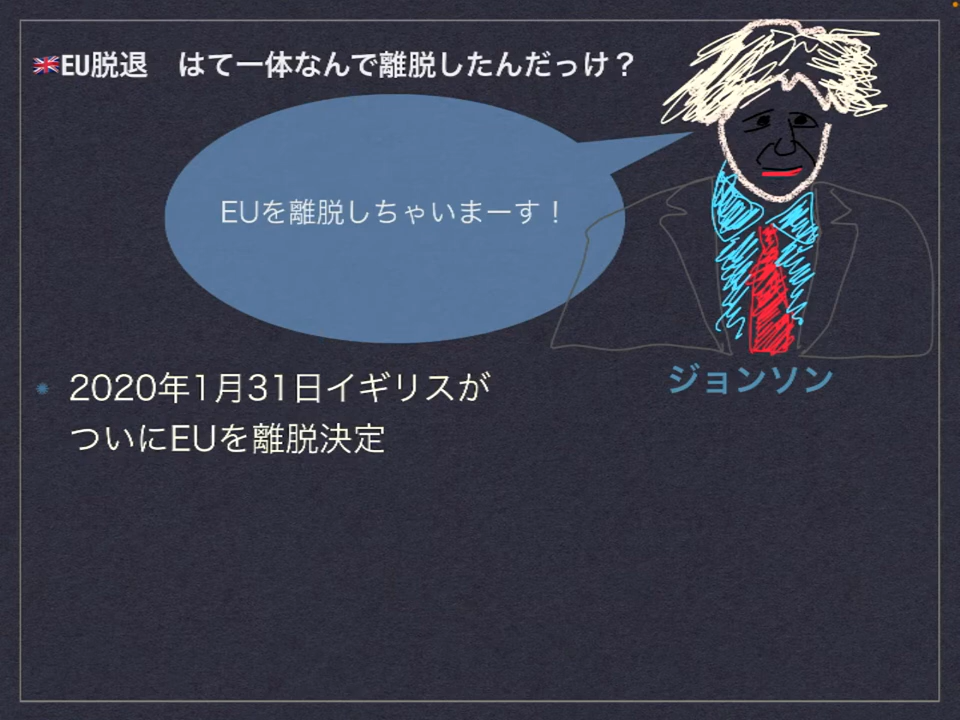 🇬🇧EU脱退　はて一体なんで離脱したんだっけ？
EUを離脱しちゃいまーす！
ジョンソン
2020年1月31日イギリスが
ついにEUを離脱決定